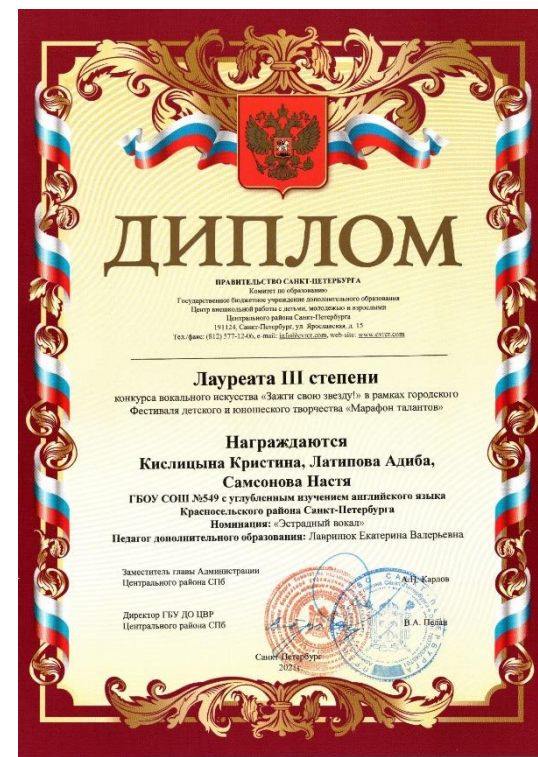 ДИПЛОМ
ПРАВИТЕЛЬСТВО САНКТ-ПЕТЕРБУРГА
Комитет по образованию
Государственное бюджетное учреждение дополнительного образования
Центр внешкольной работы с детьми, молодежью и взрослыми
Центрального района Санкт-Петербурга
191124, Санкт-Петербург, ул. Ярославская, д. 15
Тел./факс: (812) 577-12-06, e-mail: info@cvrcr.com, web-site: www.cvrcr.com
Лауреата III степени
конкурса вокального искусства «Зажги свою звезду!» в рамках городского
Фестиваля детского и юношеского творчества «Марафон талантов»
Награждаются
Кислицына Кристина, Латипова Адиба,
Самсонова Настя
ГБОУ СОШ №549 с углубленным изучением английского языка
Красносельского района Санкт-Петербурга
Номинация: «Эстрадный вокал»
Педагог дополнительного образования: Лавринюк Екатерина Валерьевна
Заместитель главы Администрации
Центрального района СПб
А.Н. Карлов
Директор ГБУ ДО ЦВР
Центрального района СПб
В.А.
Санкт-Петербург
2021г.